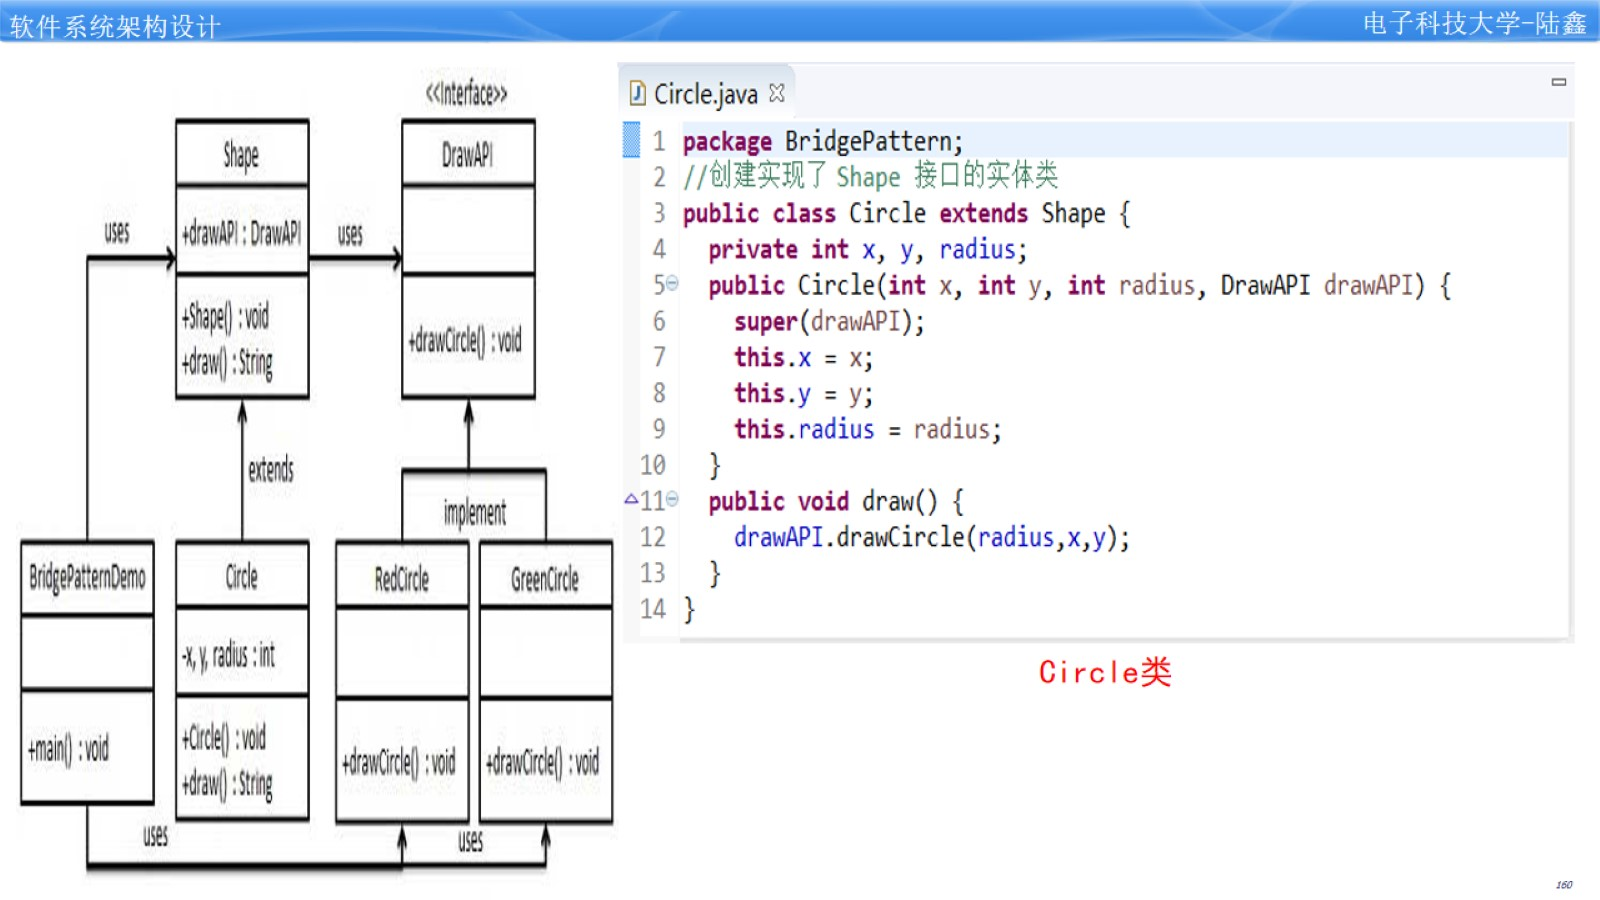 软件系统架构设计
电子科技大学-陆鑫
<<Interface>>
Shape
+drawAPI : DrawAPI
+Shape() : void
+draw() : String
DrawAPI
+drawCircle() : void
uses
uses
extends
implement
BridgePatternDemo
+main() : void
Circle
-x, y, radius : int
+Circle() : void
+draw() : String
RedCircle
+drawCircle() : void
GreenCircle
+drawCircle() : void
uses
uses
Circle.java
1 package BridgePattern;
2 //创建实现了 Shape 接口的实体类
3 public class Circle extends Shape {
4 private int x, y, radius;
5 public Circle(int x, int y, int radius, DrawAPI drawAPI) {
6 super(drawAPI);
7 this.x = x;
8 this.y = y;
9 this.radius = radius;
10 }
11 public void draw() {
12 drawAPI.drawCircle(radius,x,y);
13 }
14 }
Circle类
160